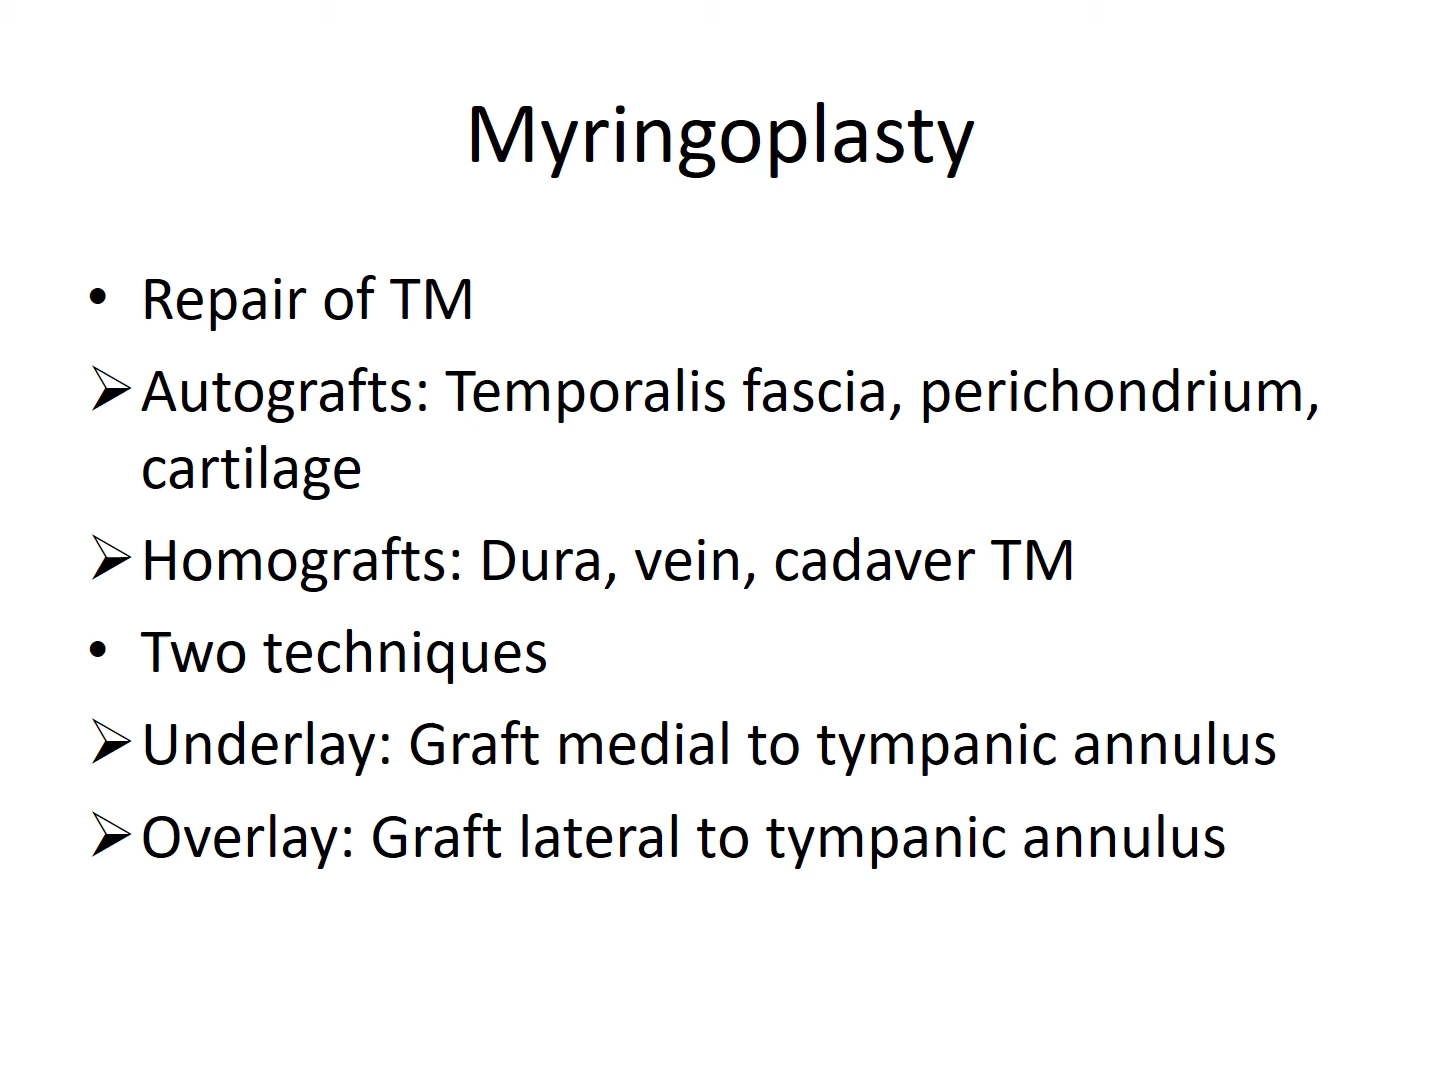 Myringoplasty
• Repair of TM
➢Autografts: Temporalis fascia, perichondrium,
cartilage
➢Homografts: Dura, vein, cadaver TM
• Two techniques
➢Underlay: Graft medial to tympanic annulus
➢Overlay: Graft lateral to tympanic annulus